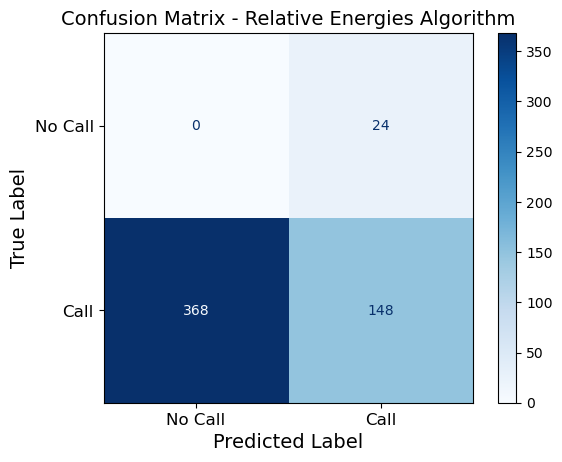 Confusion Matrix - Relative Energies Algorithm
True Label
No Call
0
24
Call
368
148
No Call
Call
Predicted Label
350
300
250
200
150
100
50
0